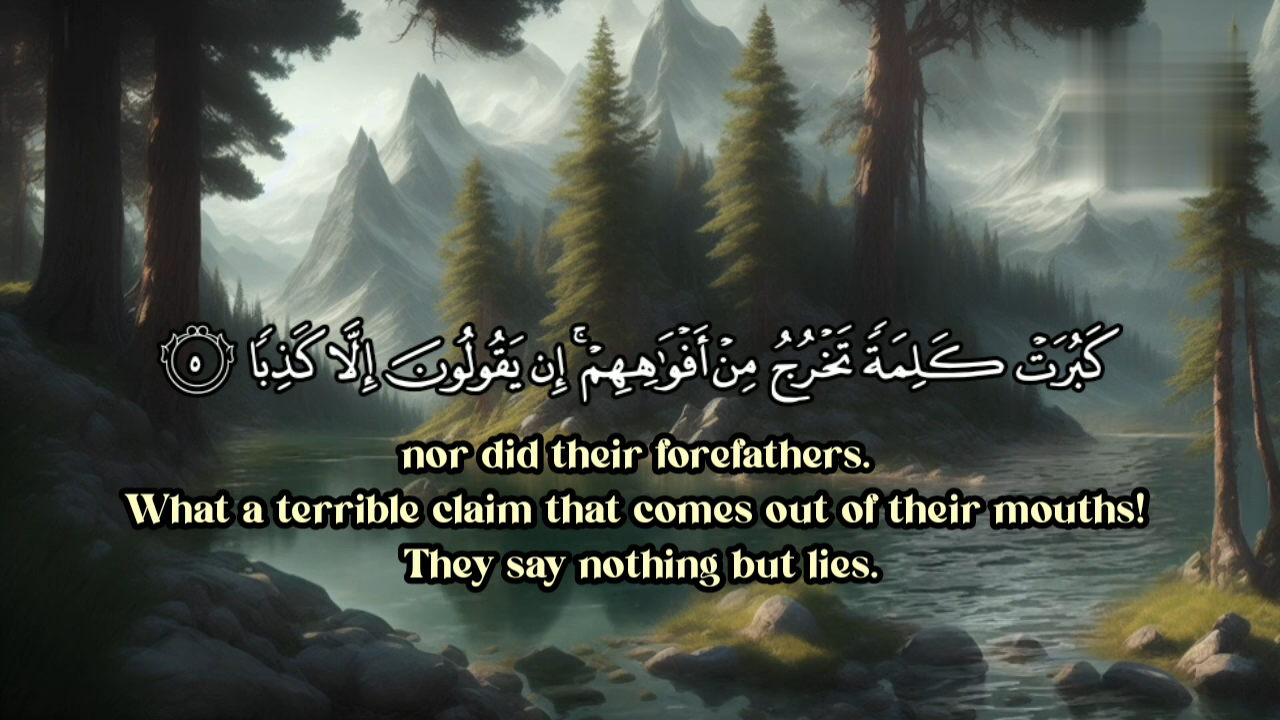 كَبُرَتْ كَلِمَةً تَخْرُجُ مِنْ أَفْوَٰهِهِمْ ۚ إِن يَقُولُونَ إِلَّا كَذِبًا ٥
nor did their forefathers.
What a terrible claim that comes out of their mouths!
They say nothing but lies.